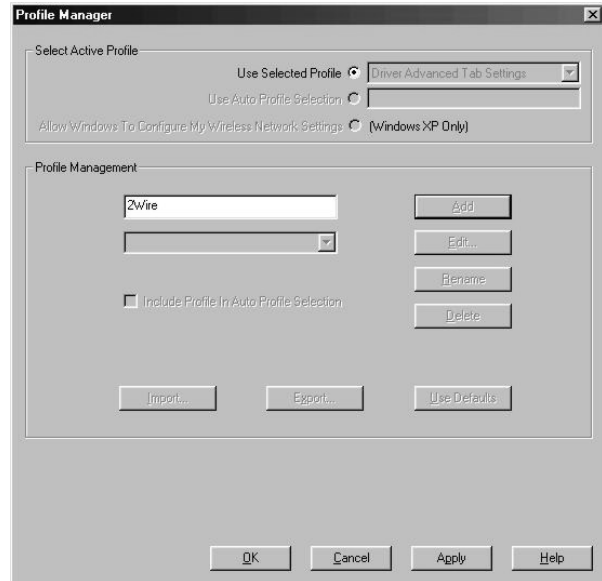 Profile Manager
Select Active Profile
Use Selected Profile
Driver Advanced Tab Settings
Use Auto Profile Selection
Allow Windows To Configure My Wireless Network Settings
(Windows XP Only)
Profile Management
2Wire
Add
Edit...
Rename
Include Profile In Auto Profile Selection
Delete
Import...
Export...
Use Defaults
OK
Cancel
Apply
Help